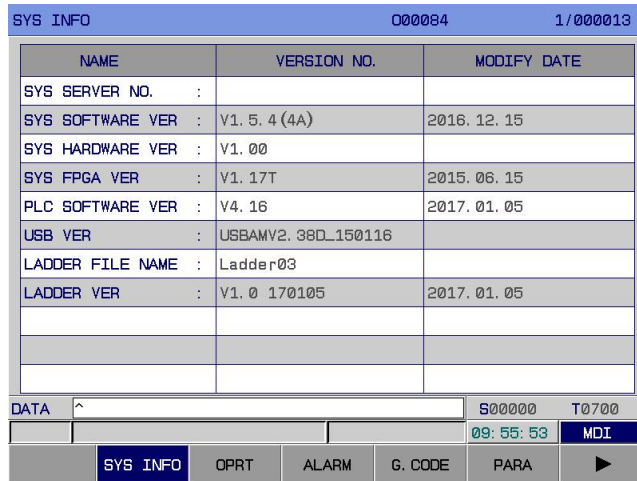 SYS INFO O00084 1/000013
NAME VERSION NO. MODIFY DATE
SYS SERVER NO. :
SYS SOFTWARE VER : V1.5.4(4A) 2016.12.15
SYS HARDWARE VER : V1.00
SYS FPGA VER : V1.17T 2015.06.15
PLC SOFTWARE VER : V4.16 2017.01.05
USB VER : USBAMV2.38D_150116
LADDER FILE NAME : Ladder03
LADDER VER : V1.0 170105 2017.01.05
DATA ^ S00000 T0700
09:55:53 MDI
SYS INFO OPRT ALARM G.CODE PARA ▶